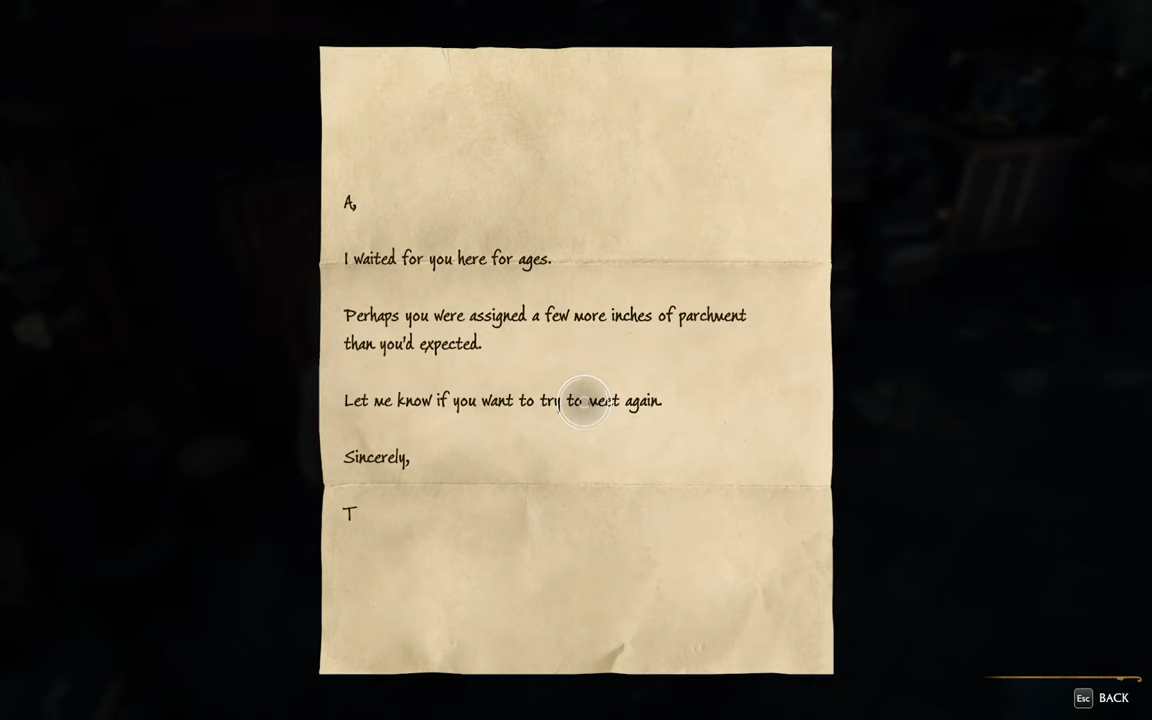 A,
I waited for you here for ages.
Perhaps you were assigned a few more inches of parchment
than you'd expected.
Let me know if you want to try to meet again.
Sincerely,
T
Esc BACK